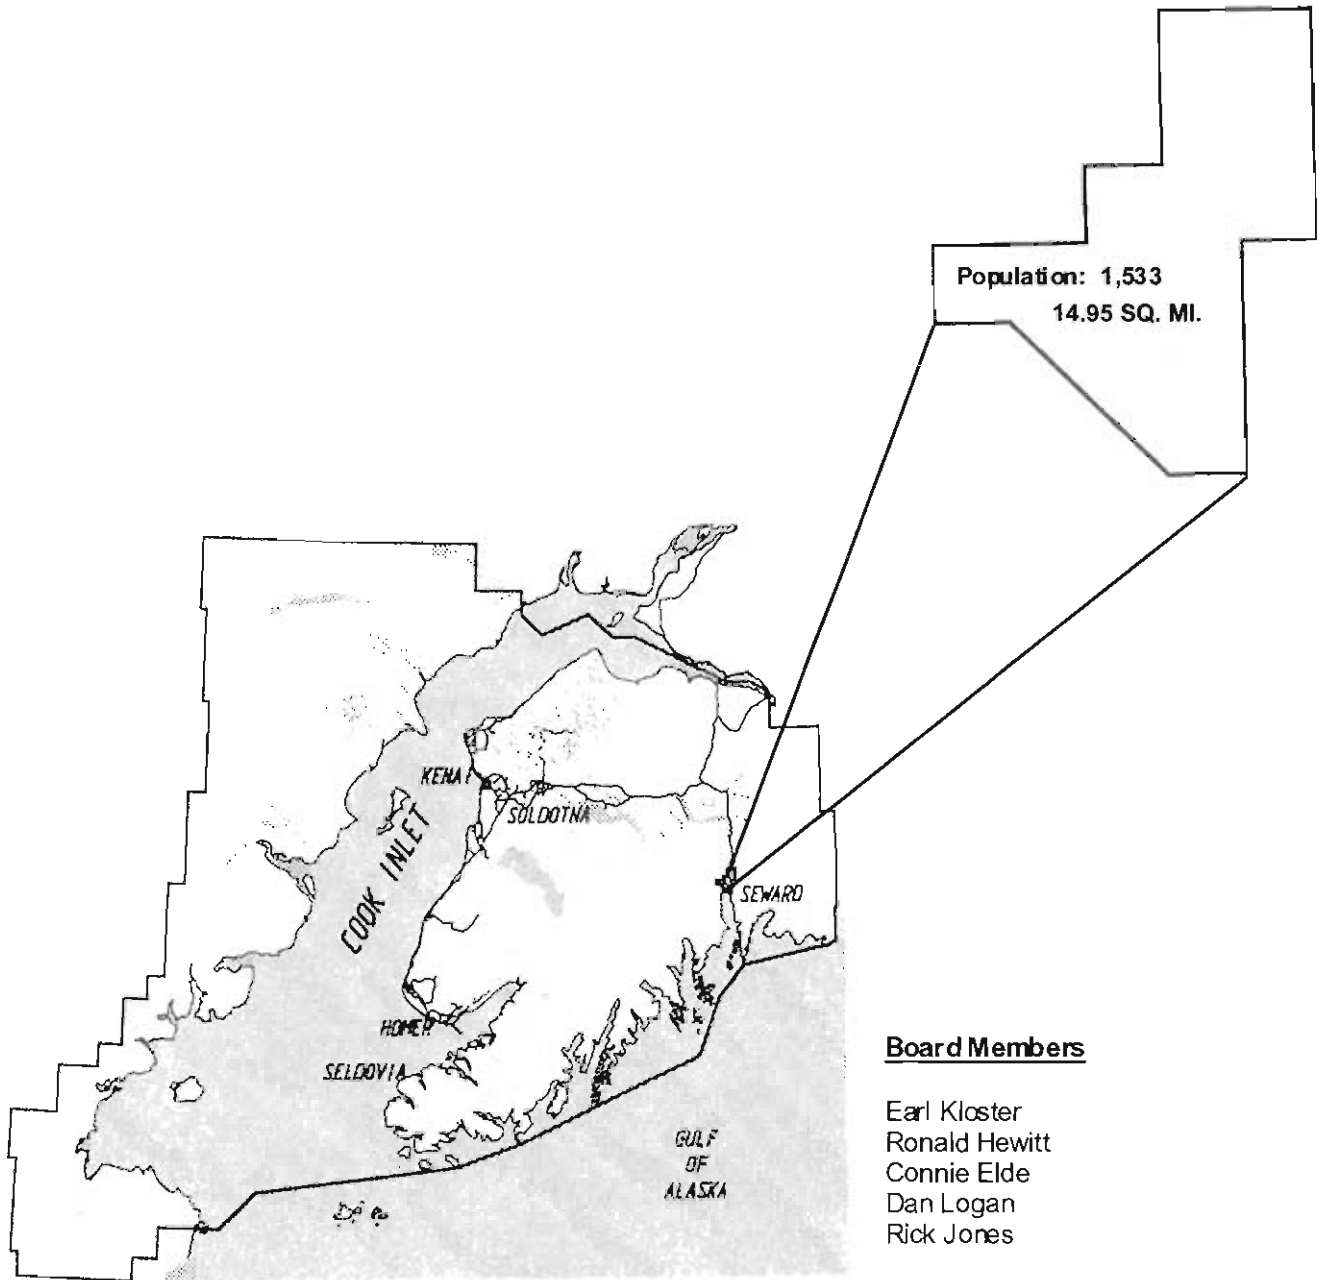 Population: 1,533
14.95 SQ. MI.
KENAI
SOLDOTNA
COOK INLET
SEWARD
HOMER
SELDOVIA
GULF
OF
ALASKA
Board Members
Earl Kloster
Ronald Hewitt
Connie Elde
Dan Logan
Rick Jones